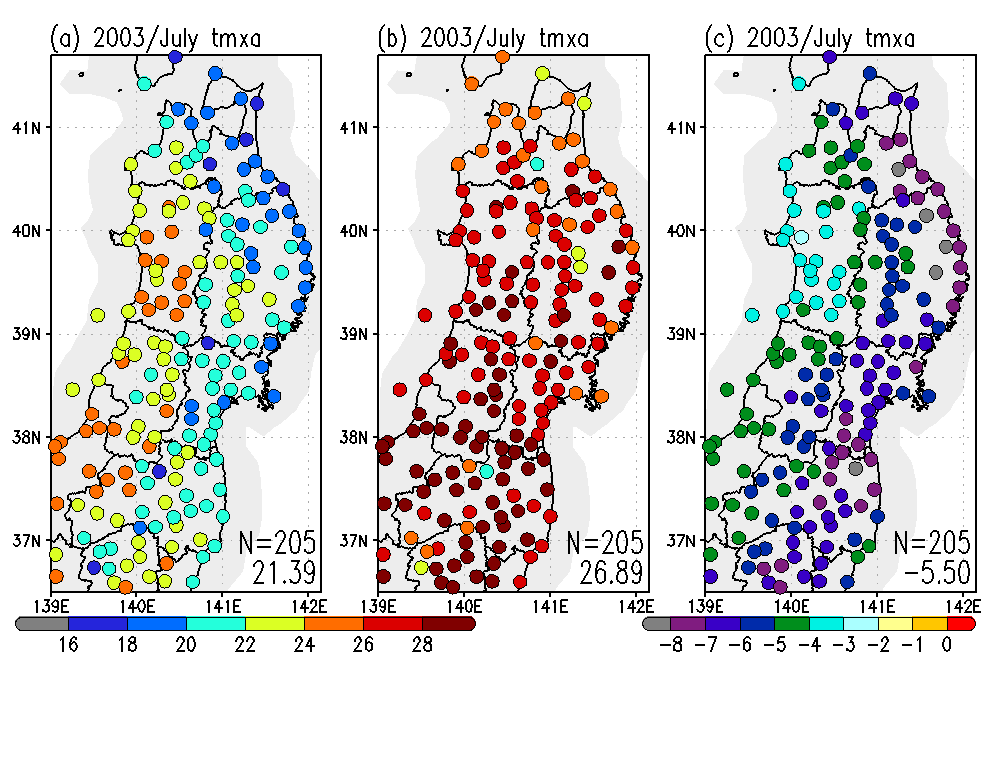 (a) 2003/July tmxa
(b) 2003/July tmxa
(c) 2003/July tmxa
41N
41N
41N
40N
40N
40N
39N
39N
39N
38N
38N
38N
37N
37N
37N
N=205
21.39
N=205
26.89
N=205
−5.50
139E 140E 141E 142E
139E 140E 141E 142E
139E 140E 141E 142E
16 18 20 22 24 26 28
−8 −7 −6 −5 −4 −3 −2 −1 0